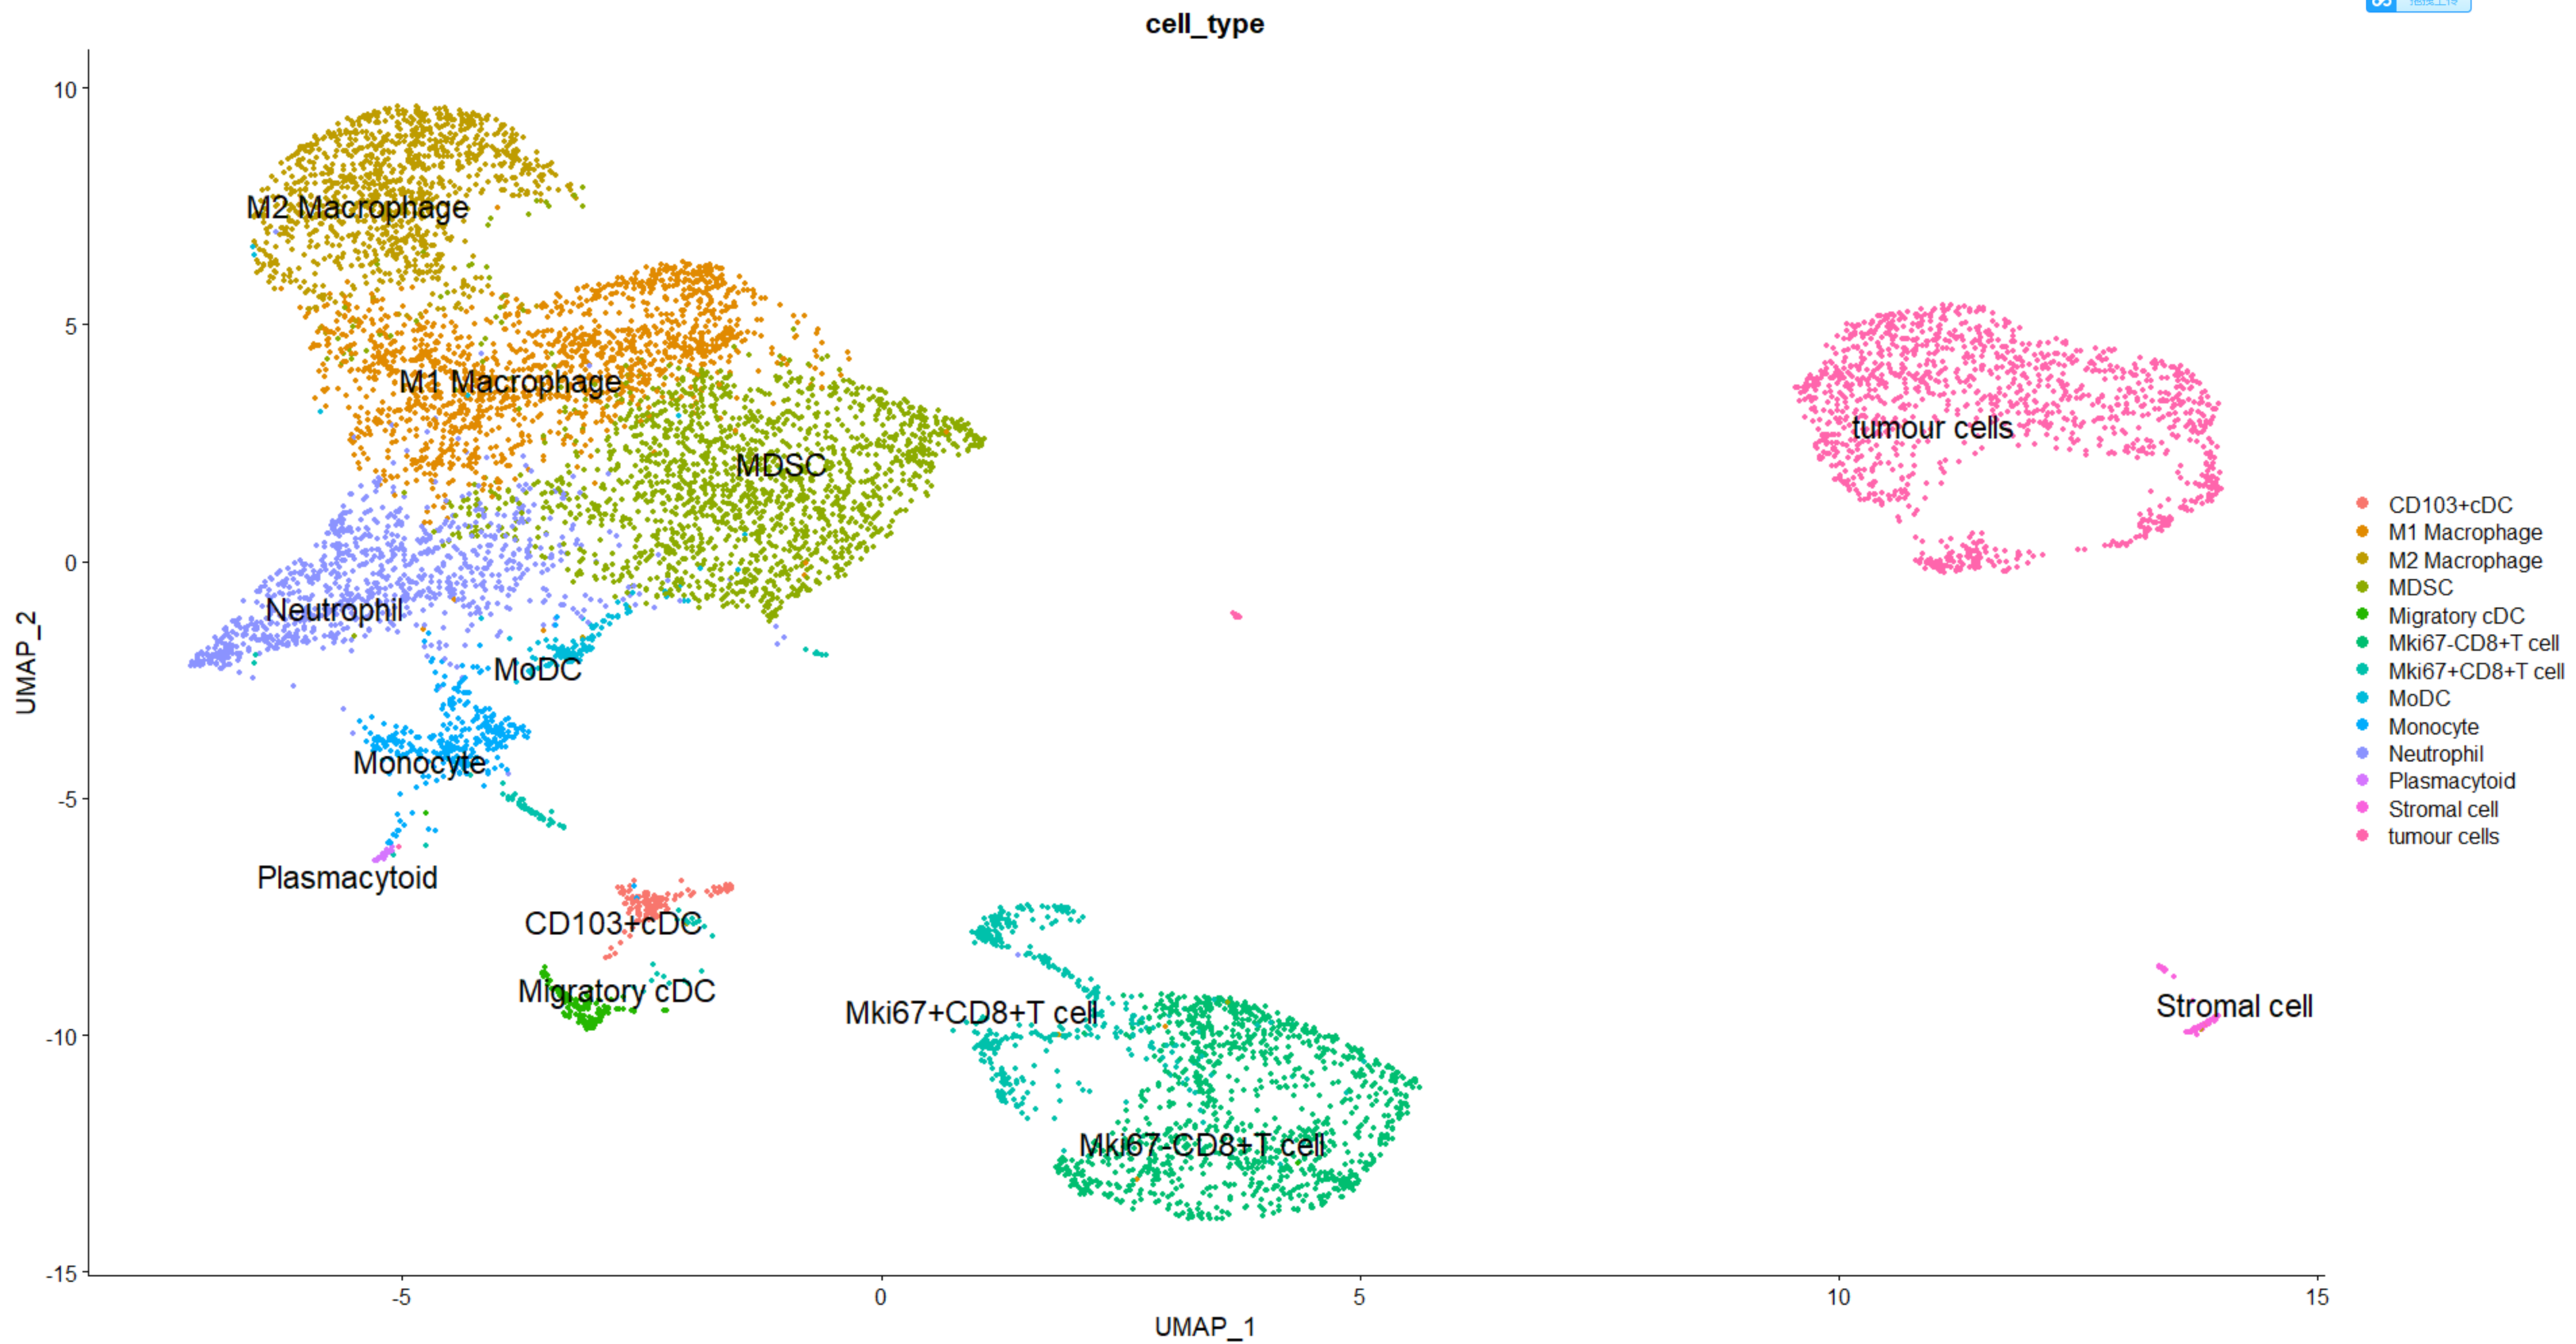 cell_type
10
5
0
-5
-10
-15
UMAP_2
M2 Macrophage
M1 Macrophage
MDSC
tumour cells
Neutrophil
MoDC
Monocyte
Plasmacytoid
CD103+cDC
Migratory cDC
Mki67+CD8+T cell
Stromal cell
Mki67-CD8+T cell
-5
0
5
10
15
UMAP_1
CD103+cDC
M1 Macrophage
M2 Macrophage
MDSC
Migratory cDC
Mki67-CD8+T cell
Mki67+CD8+T cell
MoDC
Monocyte
Neutrophil
Plasmacytoid
Stromal cell
tumour cells